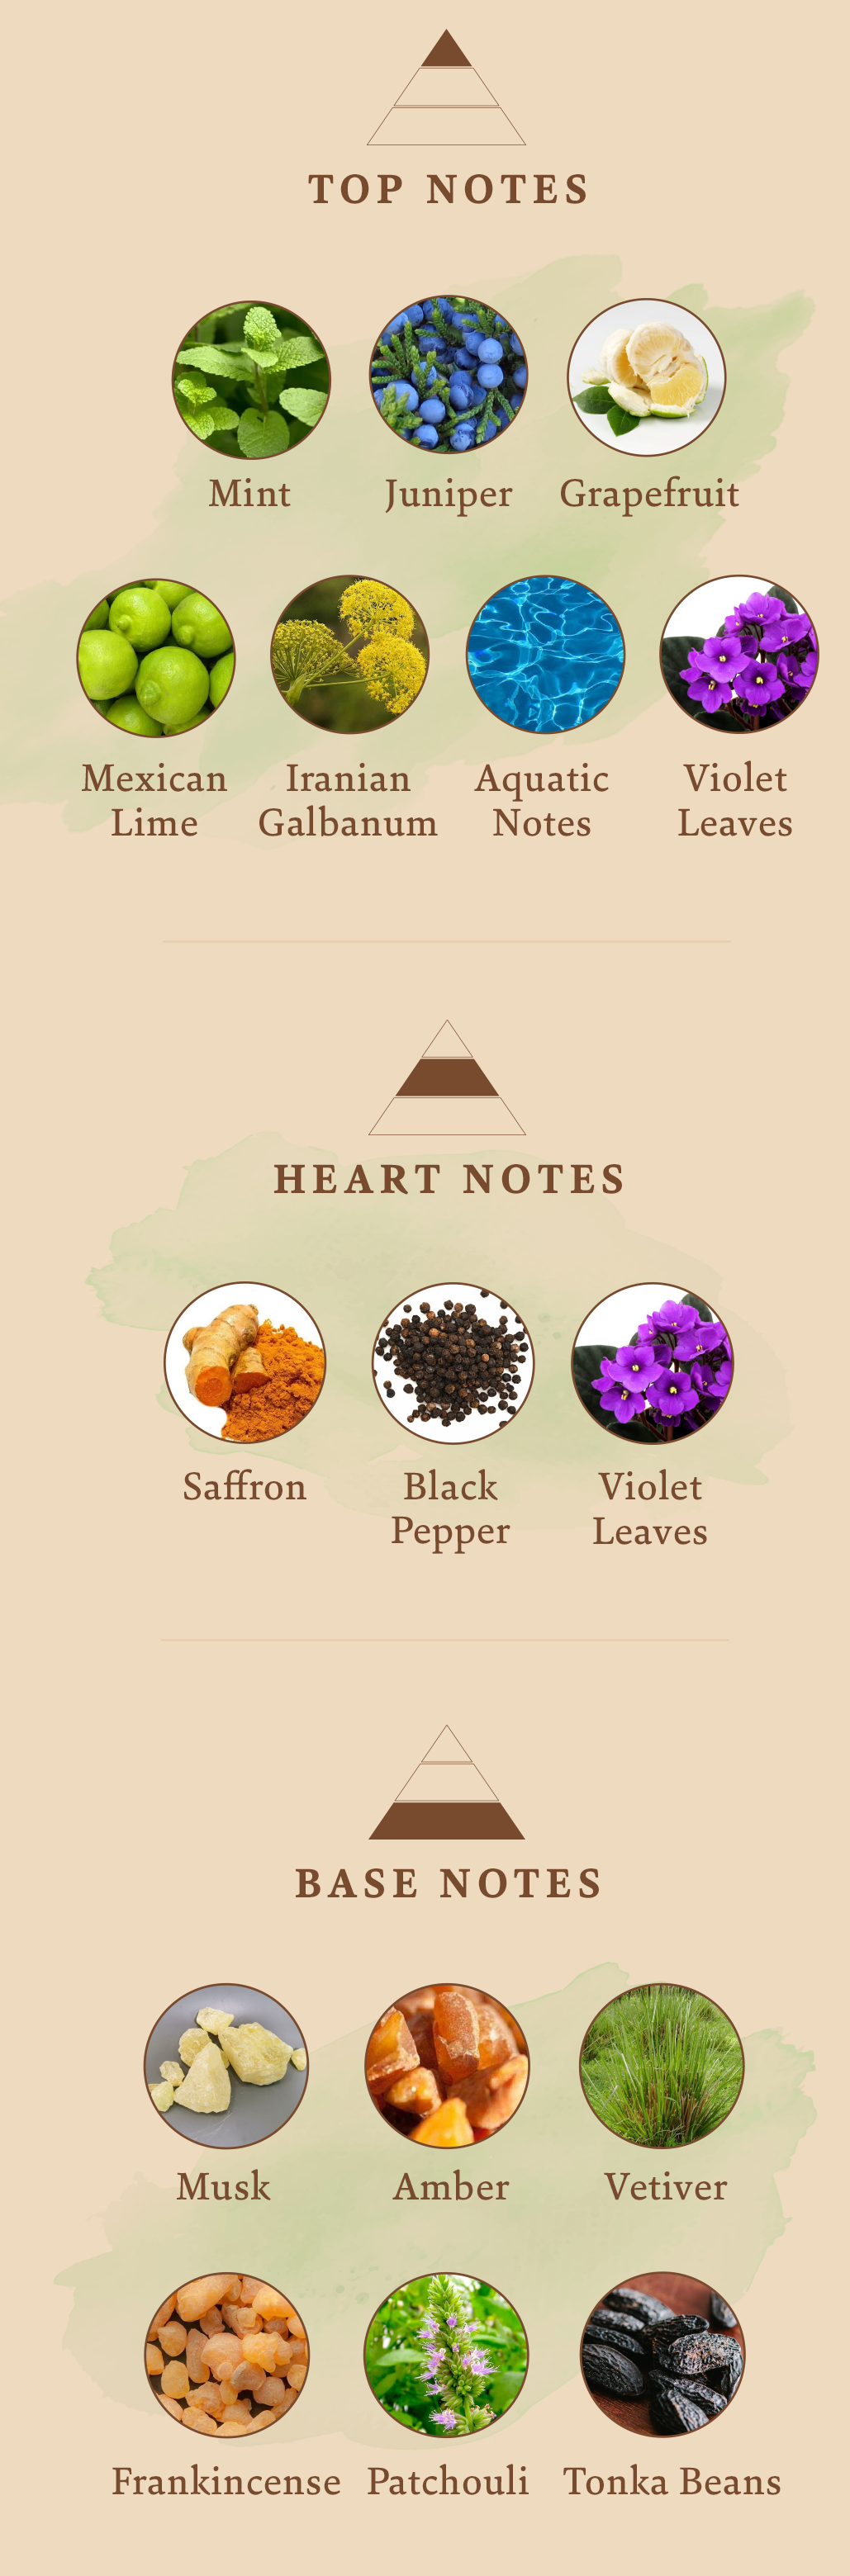 TOP NOTES
Mint
Juniper
Grapefruit
Mexican
Lime
Iranian
Galbanum
Aquatic
Notes
Violet
Leaves
HEART NOTES
Saffron
Black
Pepper
Violet
Leaves
BASE NOTES
Musk
Amber
Vetiver
Frankincense
Patchouli
Tonka Beans